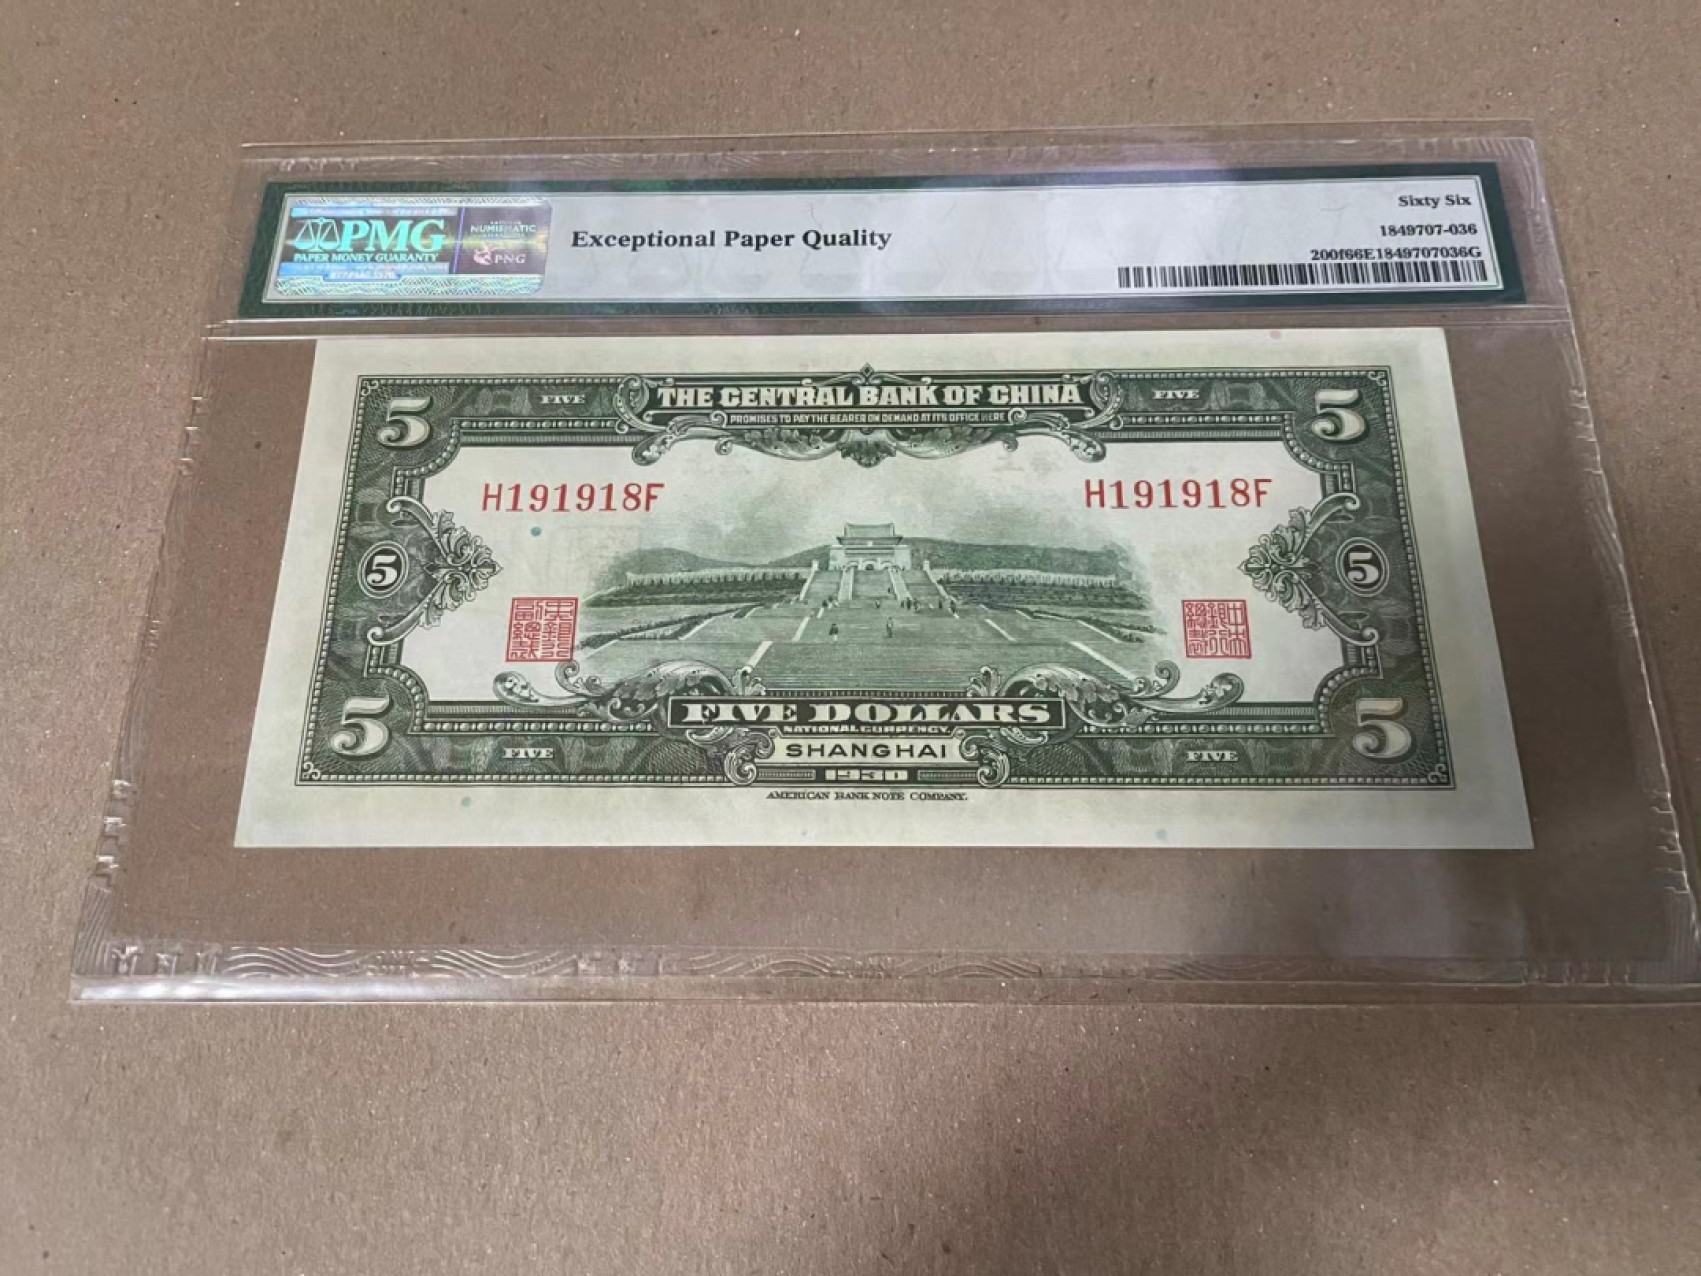 PMG
PAPER MONEY GUARANTY
NUMISMATIC
PNG
Exceptional Paper Quality
Sixty Six
1849707-036
200f66E1849707036G
THE CENTRAL BANK OF CHINA
PROMISES TO PAY THE BEARER ON DEMAND AT ITS OFFICE HERE
FIVE
FIVE
5
5
H191918F
H191918F
5
5
FIVE DOLLARS
NATIONAL CURRENCY
SHANGHAI
1930
5
5
FIVE
FIVE
AMERICAN BANK NOTE COMPANY.